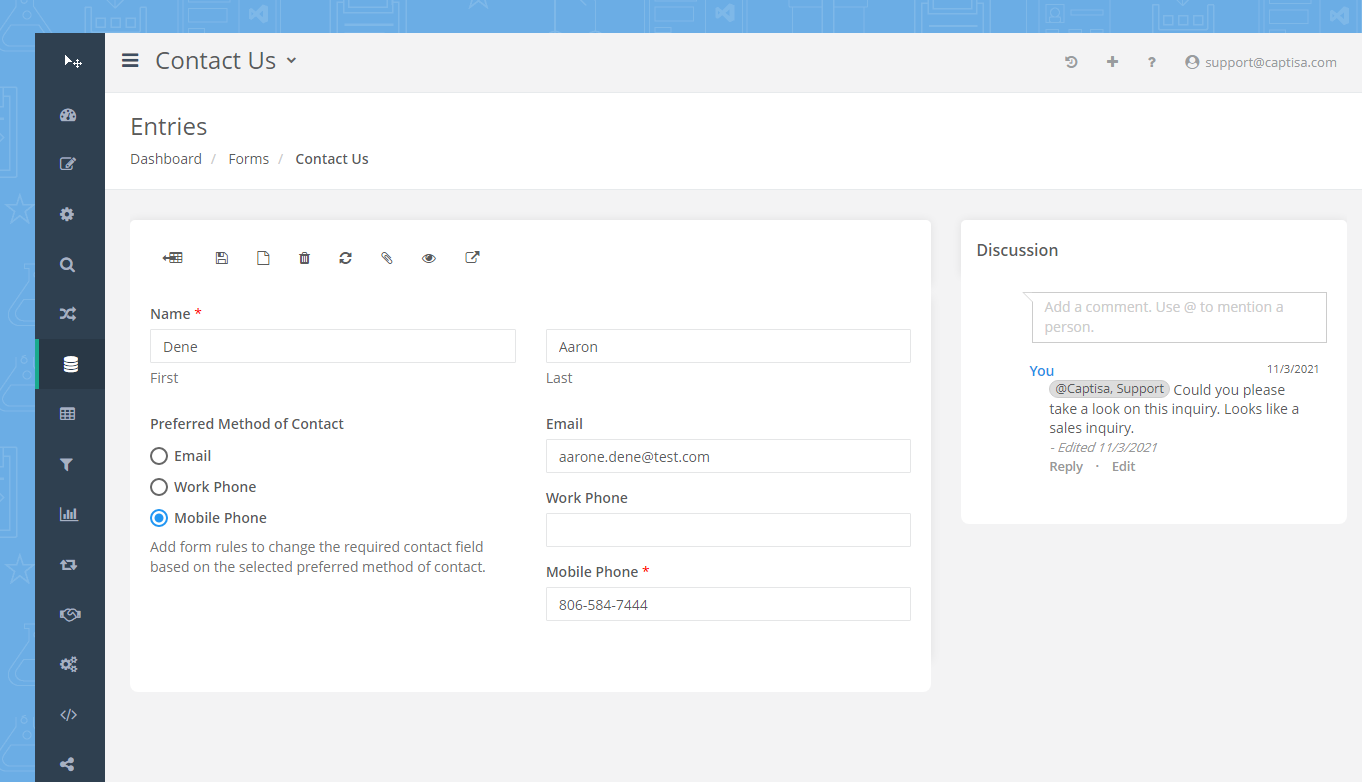 Contact Us
? support@captisa.com
Entries
Dashboard / Forms / Contact Us
Name *
Dene
Aaron
First
Last
Preferred Method of Contact
Email
Work Phone
Mobile Phone
Add form rules to change the required contact field
based on the selected preferred method of contact.
Email
aarone.dene@test.com
Work Phone
Mobile Phone *
806-584-7444
Discussion
Add a comment. Use @ to mention a
person.
You 11/3/2021
@Captisa, Support Could you please
take a look on this inquiry. Looks like a
sales inquiry.
- Edited 11/3/2021
Reply · Edit